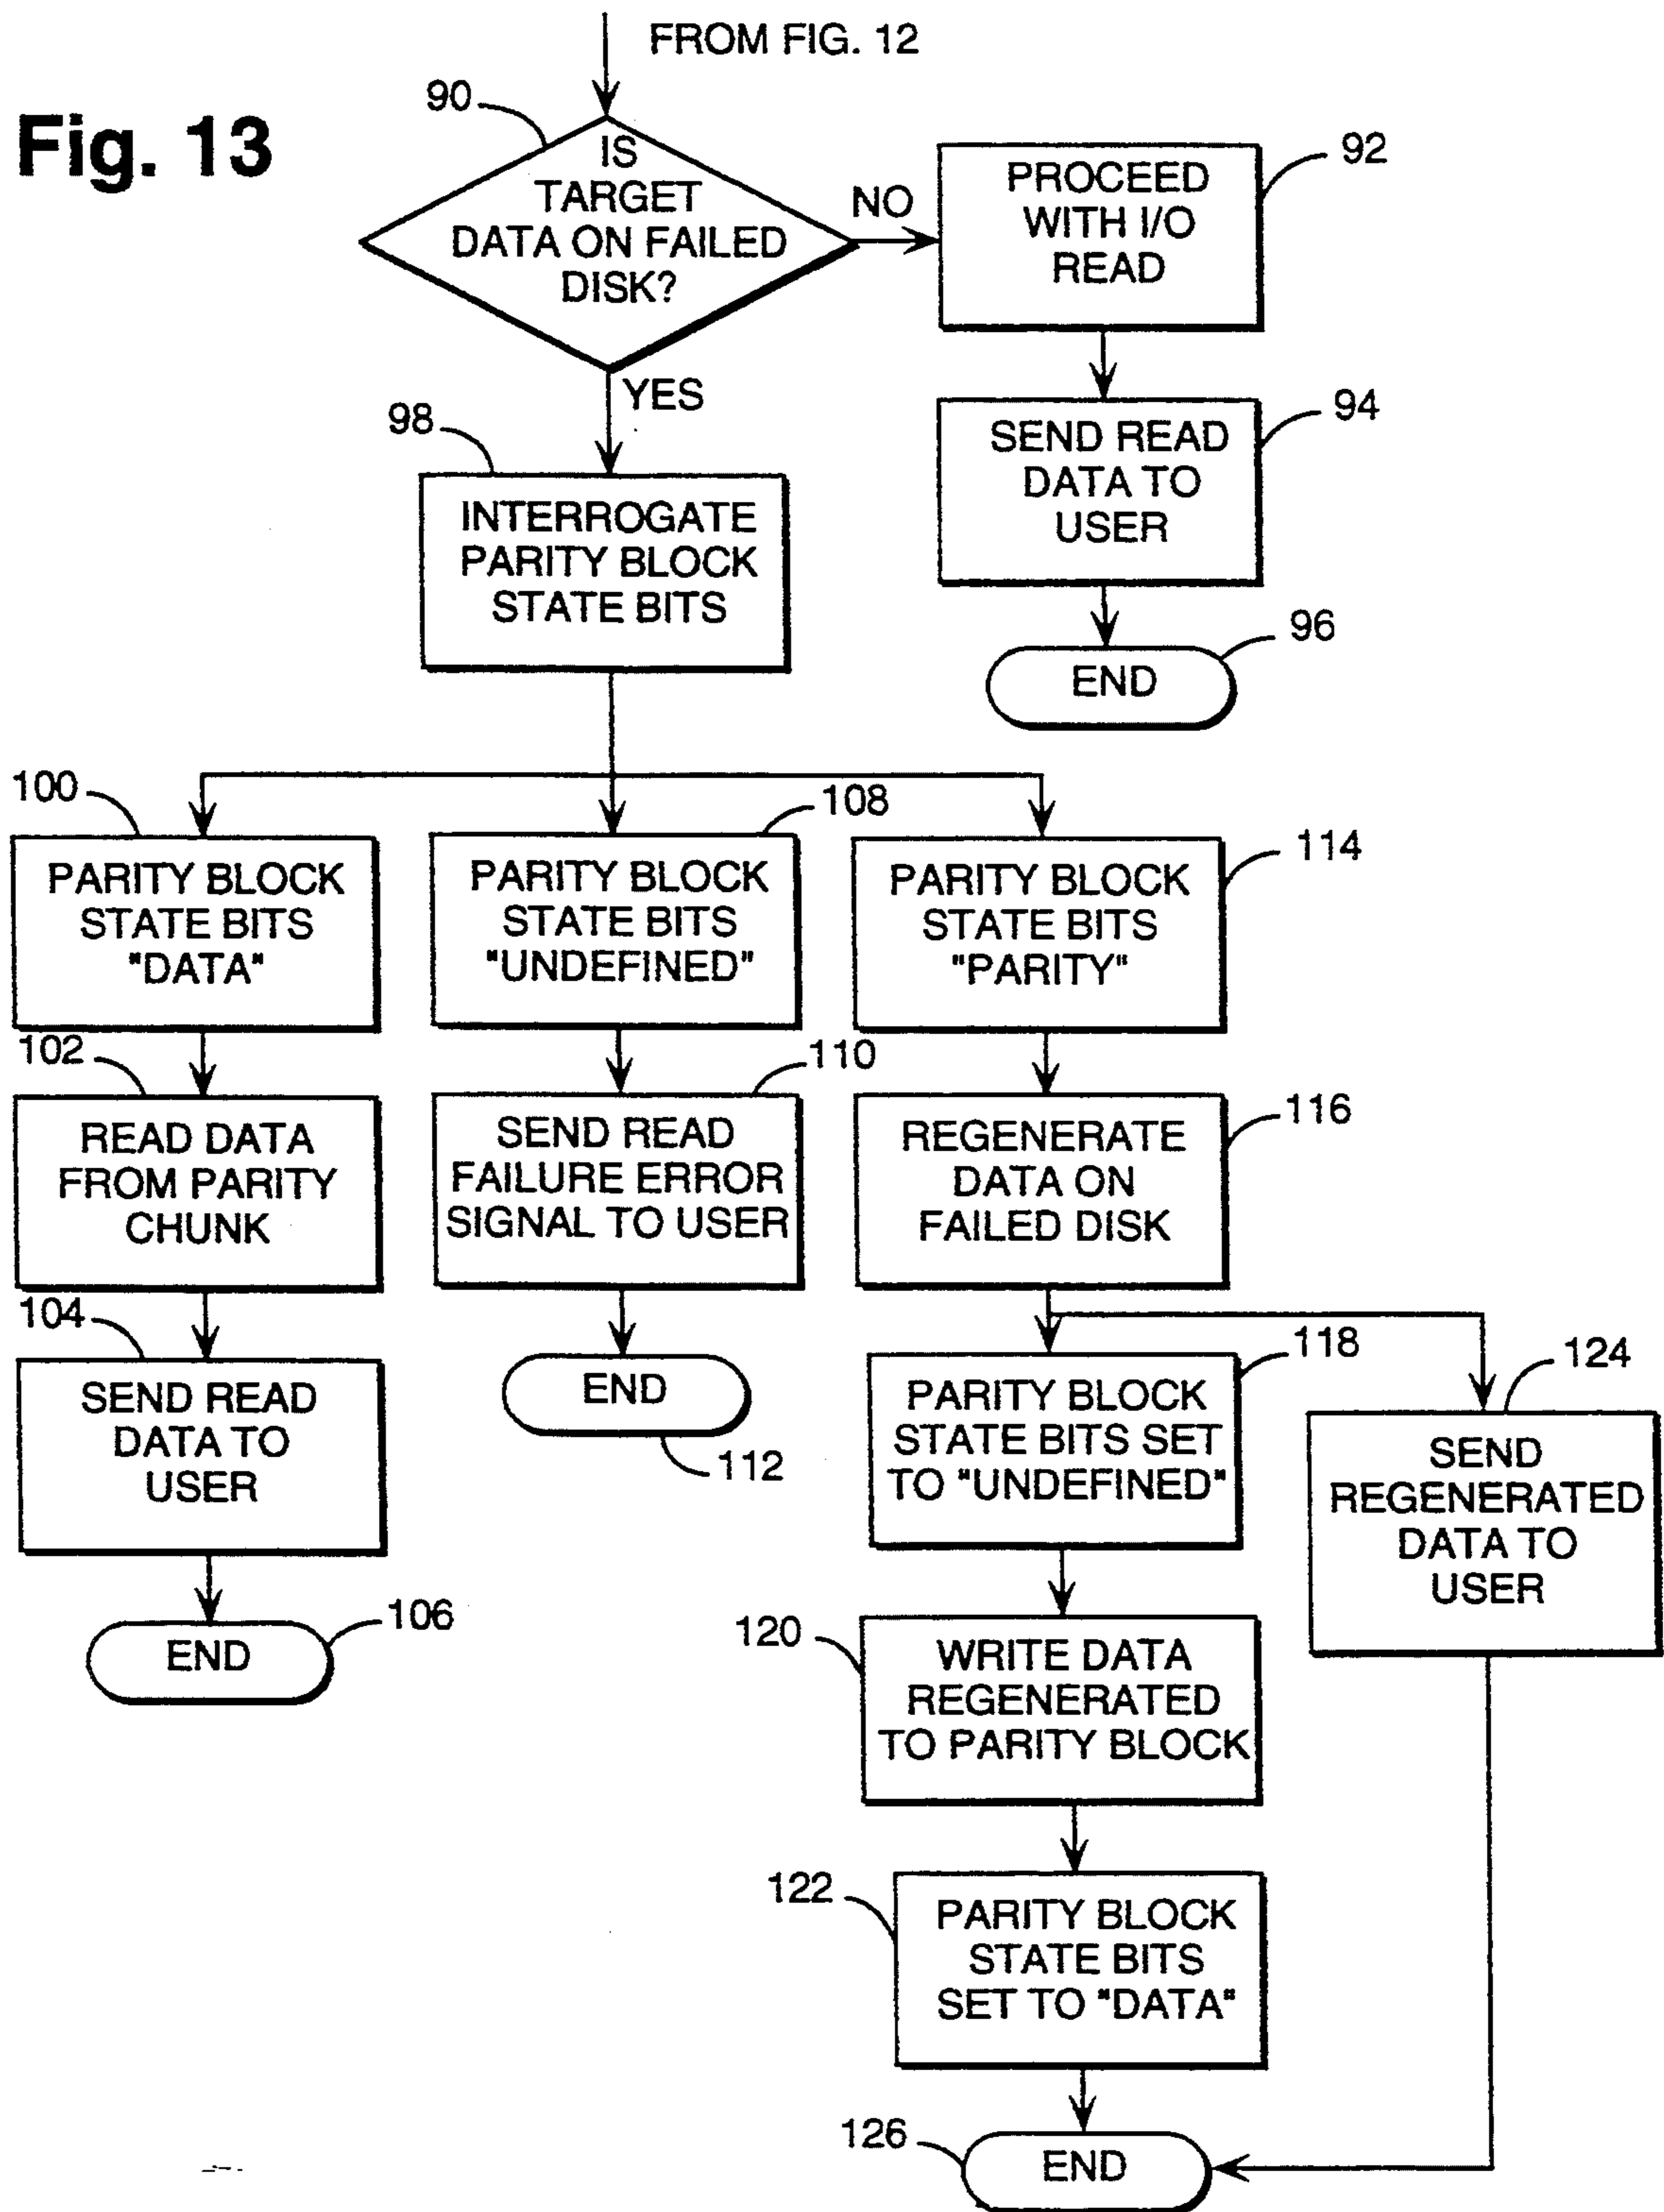 FROM FIG. 12
Fig. 13
90
IS
TARGET
DATA ON FAILED
DISK?
NO
92
PROCEED
WITH I/O
READ
YES
94
SEND READ
DATA TO
USER
96
END
98
INTERROGATE
PARITY BLOCK
STATE BITS
100
PARITY BLOCK
STATE BITS
"DATA"
102
READ DATA
FROM PARITY
CHUNK
104
SEND READ
DATA TO
USER
106
END
108
PARITY BLOCK
STATE BITS
"UNDEFINED"
110
SEND READ
FAILURE ERROR
SIGNAL TO USER
END
112
114
PARITY BLOCK
STATE BITS
"PARITY"
116
REGENERATE
DATA ON
FAILED DISK
118
PARITY BLOCK
STATE BITS SET
TO "UNDEFINED"
124
SEND
REGENERATED
DATA TO
USER
120
WRITE DATA
REGENERATED
TO PARITY BLOCK
122
PARITY BLOCK
STATE BITS
SET TO "DATA"
126
END